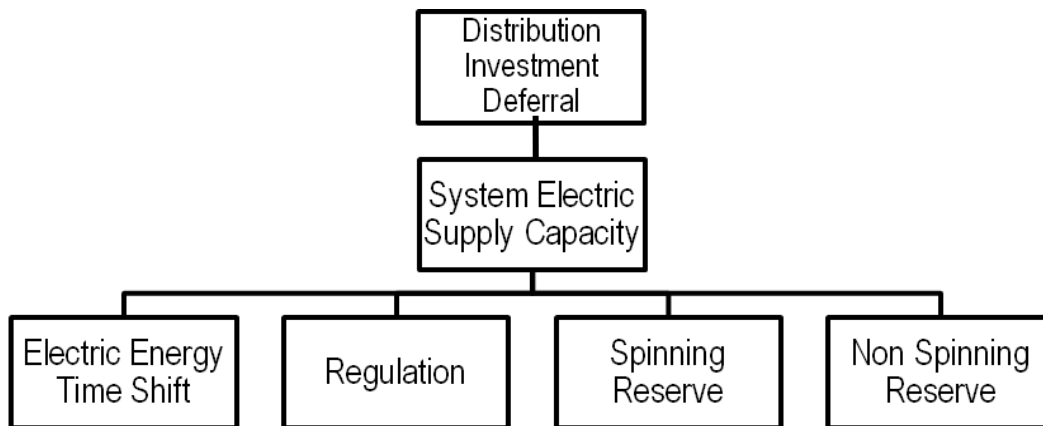 Distribution
Investment
Deferral
System Electric
Supply Capacity
Electric Energy
Time Shift
Regulation
Spinning
Reserve
Non Spinning
Reserve